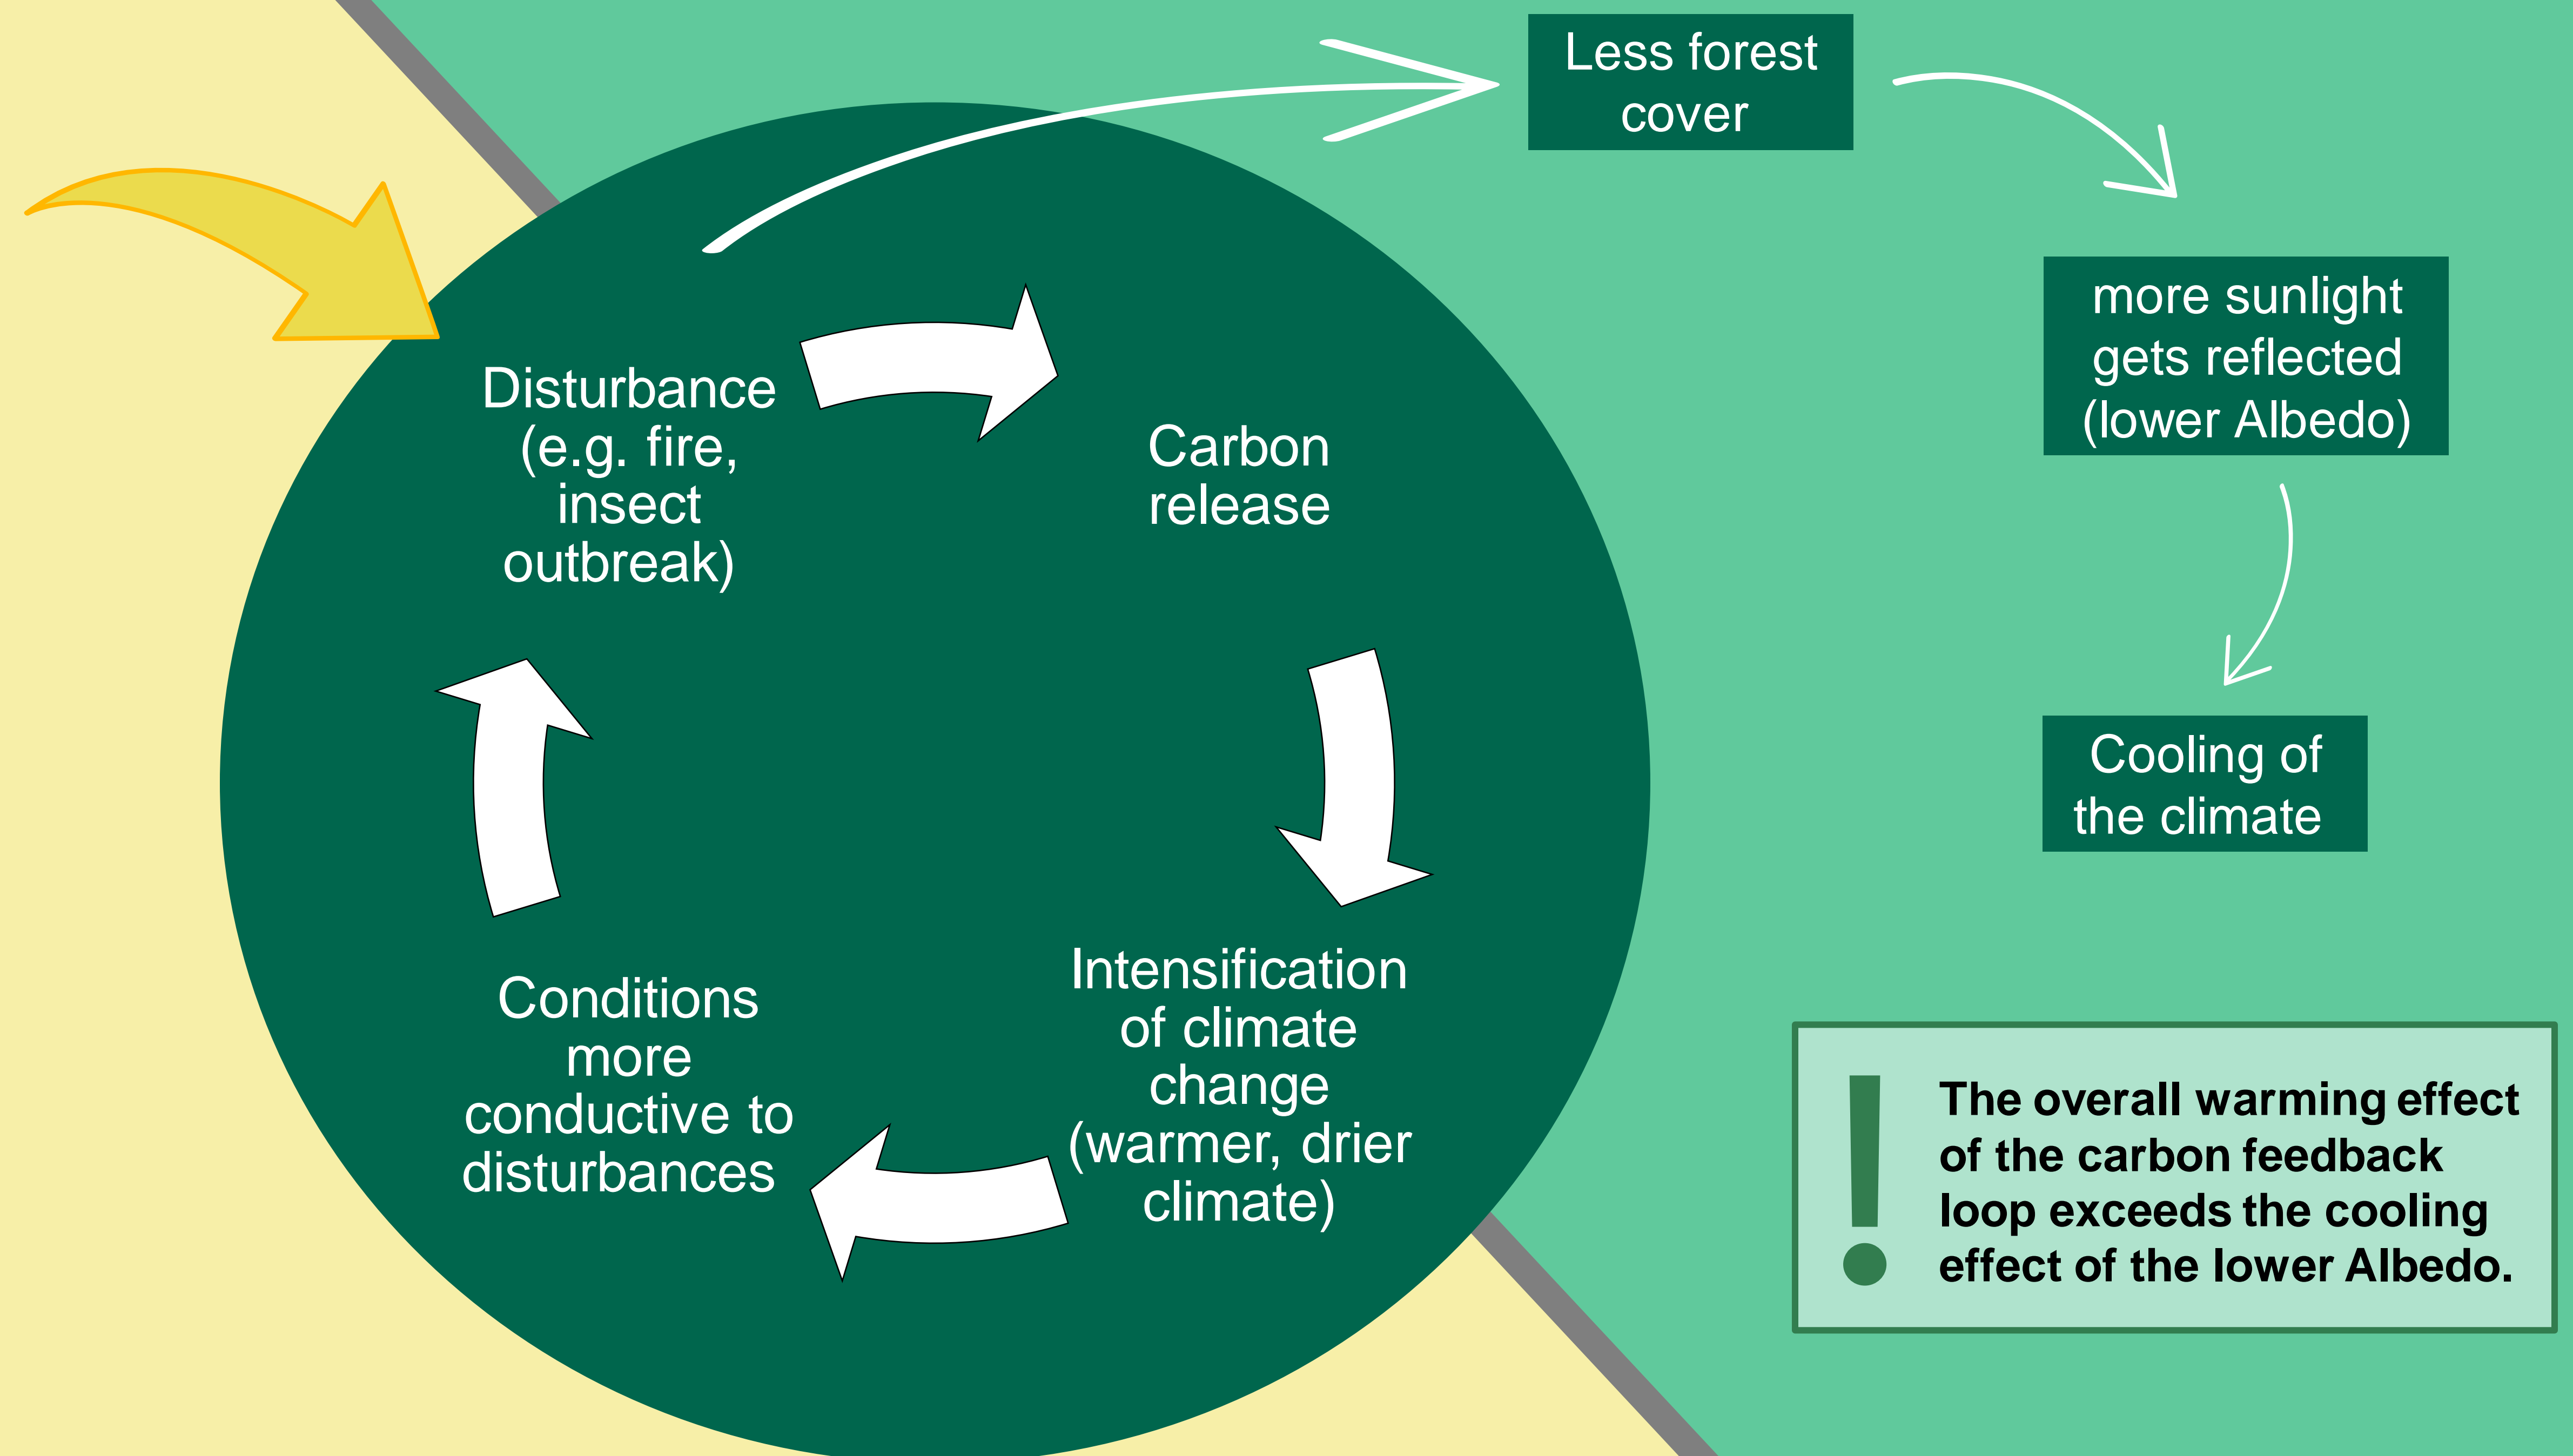 Less forest
cover
more sunlight
gets reflected
(lower Albedo)
Cooling of
the climate
Disturbance
(e.g. fire,
insect
outbreak)
Carbon
release
Intensification
of climate
change
(warmer, drier
climate)
Conditions
more
conductive to
disturbances
! The overall warming effect
of the carbon feedback
loop exceeds the cooling
effect of the lower Albedo.